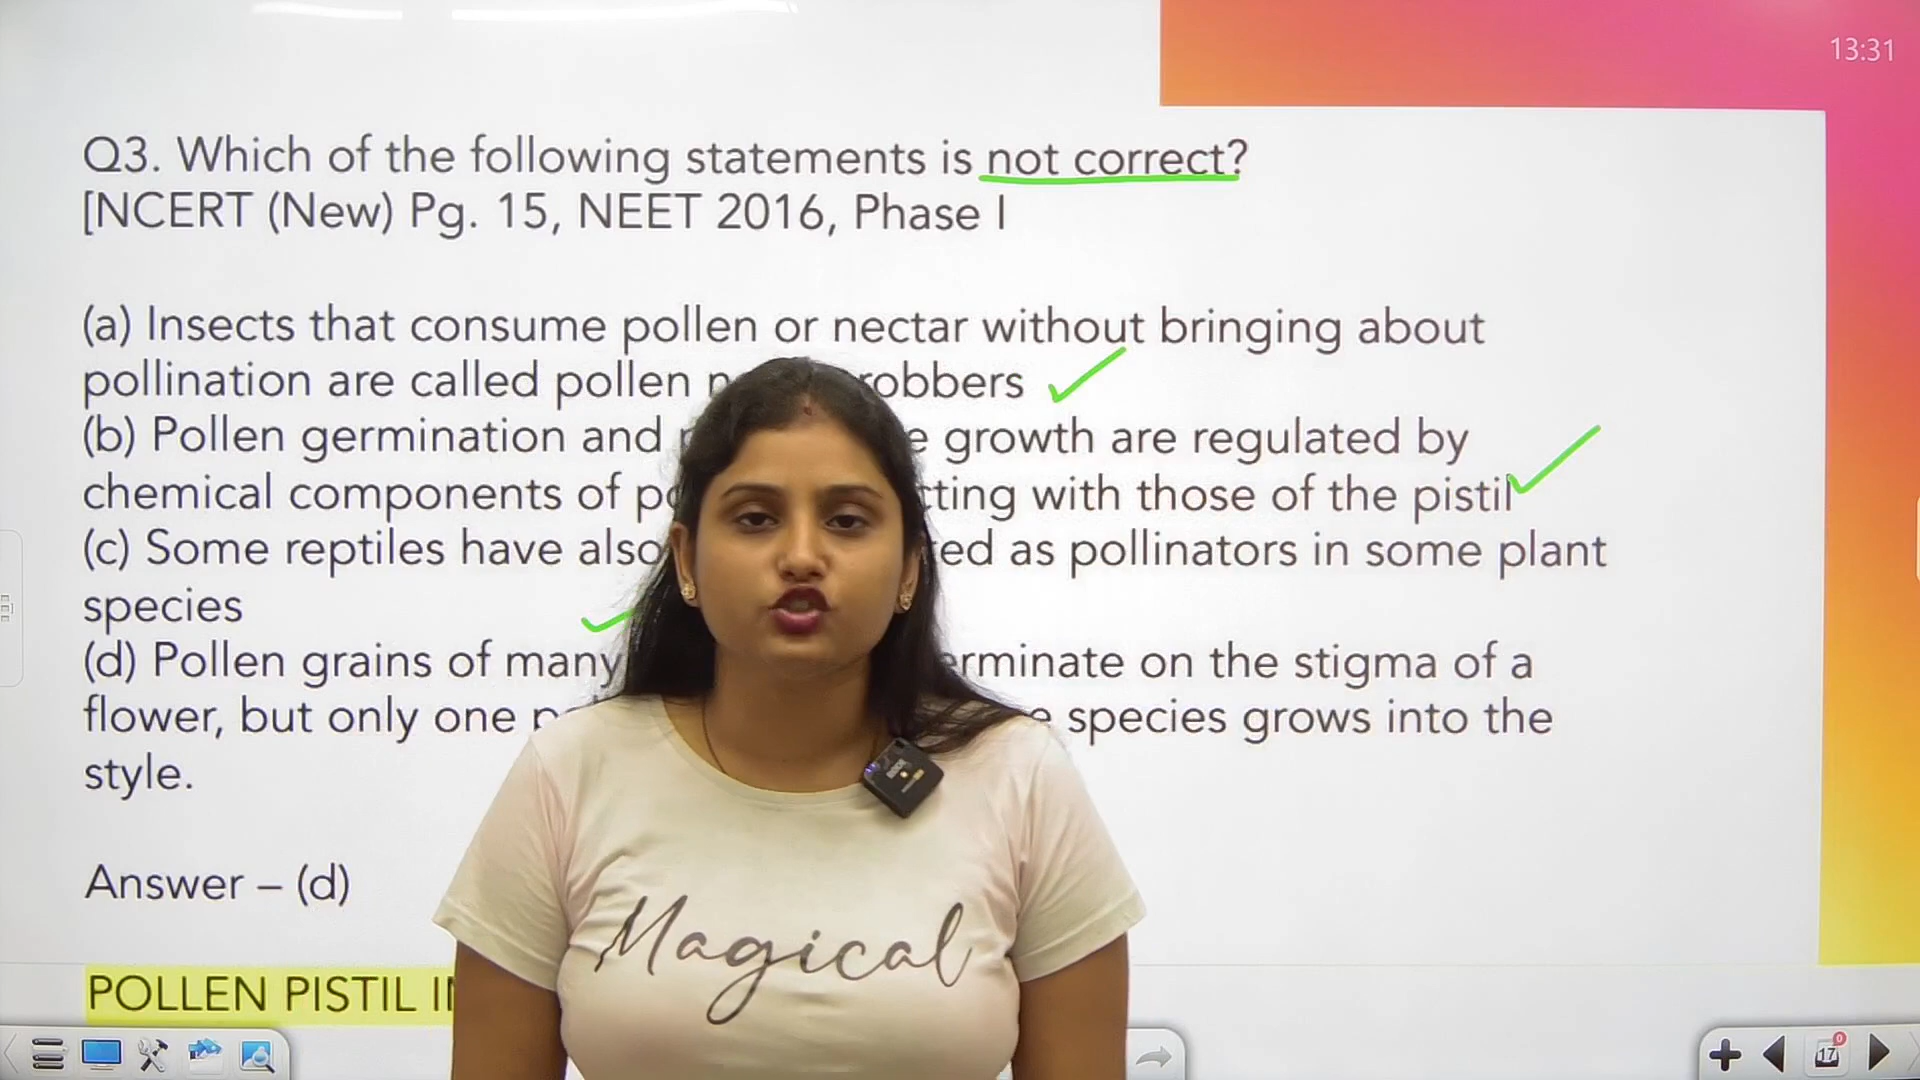 13:31
Q3. Which of the following statements is not correct?
[NCERT (New) Pg. 15, NEET 2016, Phase I
(a) Insects that consume pollen or nectar without bringing about
pollination are called pollen robbers
(b) Pollen germination and growth are regulated by
chemical components of with those of the pistil
(c) Some reptiles have also as pollinators in some plant
species
(d) Pollen grains of many on the stigma of a
flower, but only one species grows into the
style.
Answer – (d)
POLLEN PISTIL
Magical
17
0